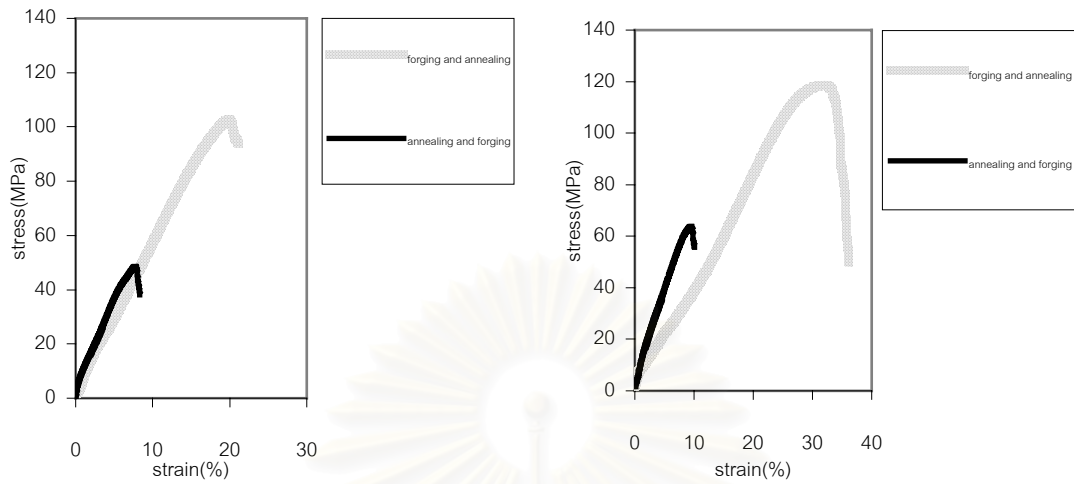 140
120
100
80
60
40
20
0
stress(MPa)
0 10 20 30
strain(%)
forging and annealing
annealing and forging
140
120
100
80
60
40
20
0
stress(MPa)
0 10 20 30 40
strain(%)
forging and annealing
annealing and forging